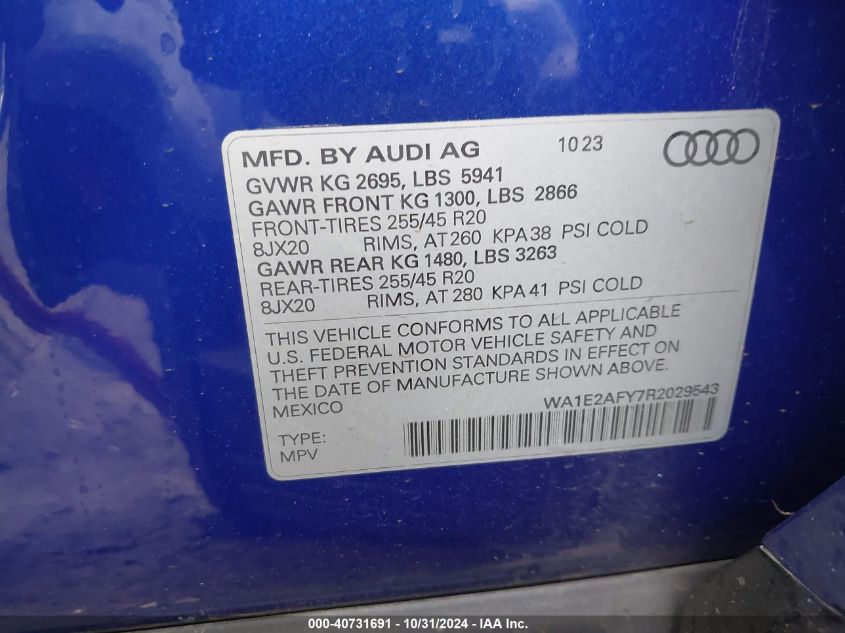 MFD. BY AUDI AG 10 23
GVWR KG 2695, LBS 5941
GAWR FRONT KG 1300, LBS 2866
FRONT-TIRES 255/45 R20
8JX20 RIMS, AT 260 KPA 38 PSI COLD
GAWR REAR KG 1480, LBS 3263
REAR-TIRES 255/45 R20
8JX20 RIMS, AT 280 KPA 41 PSI COLD
THIS VEHICLE CONFORMS TO ALL APPLICABLE
U.S. FEDERAL MOTOR VEHICLE SAFETY AND
THEFT PREVENTION STANDARDS IN EFFECT ON
THE DATE OF MANUFACTURE SHOWN ABOVE.
MEXICO WA1E2AFY7R2029543
TYPE:
MPV
000-40731691 - 10/31/2024 - IAA Inc.